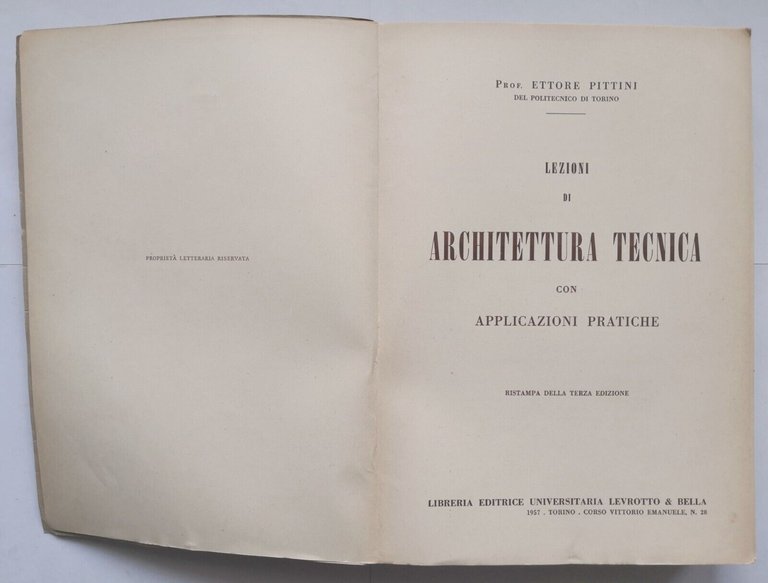 PROPRIETÀ LETTERARIA RISERVATA
PROF. ETTORE PITTINI
DEL POLITECNICO DI TORINO
LEZIONI
DI
ARCHITETTURA TECNICA
CON
APPLICAZIONI PRATICHE
RISTAMPA DELLA TERZA EDIZIONE
LIBRERIA EDITRICE UNIVERSITARIA LEVROTTO & BELLA
1957 . TORINO . CORSO VITTORIO EMANUELE, N. 28